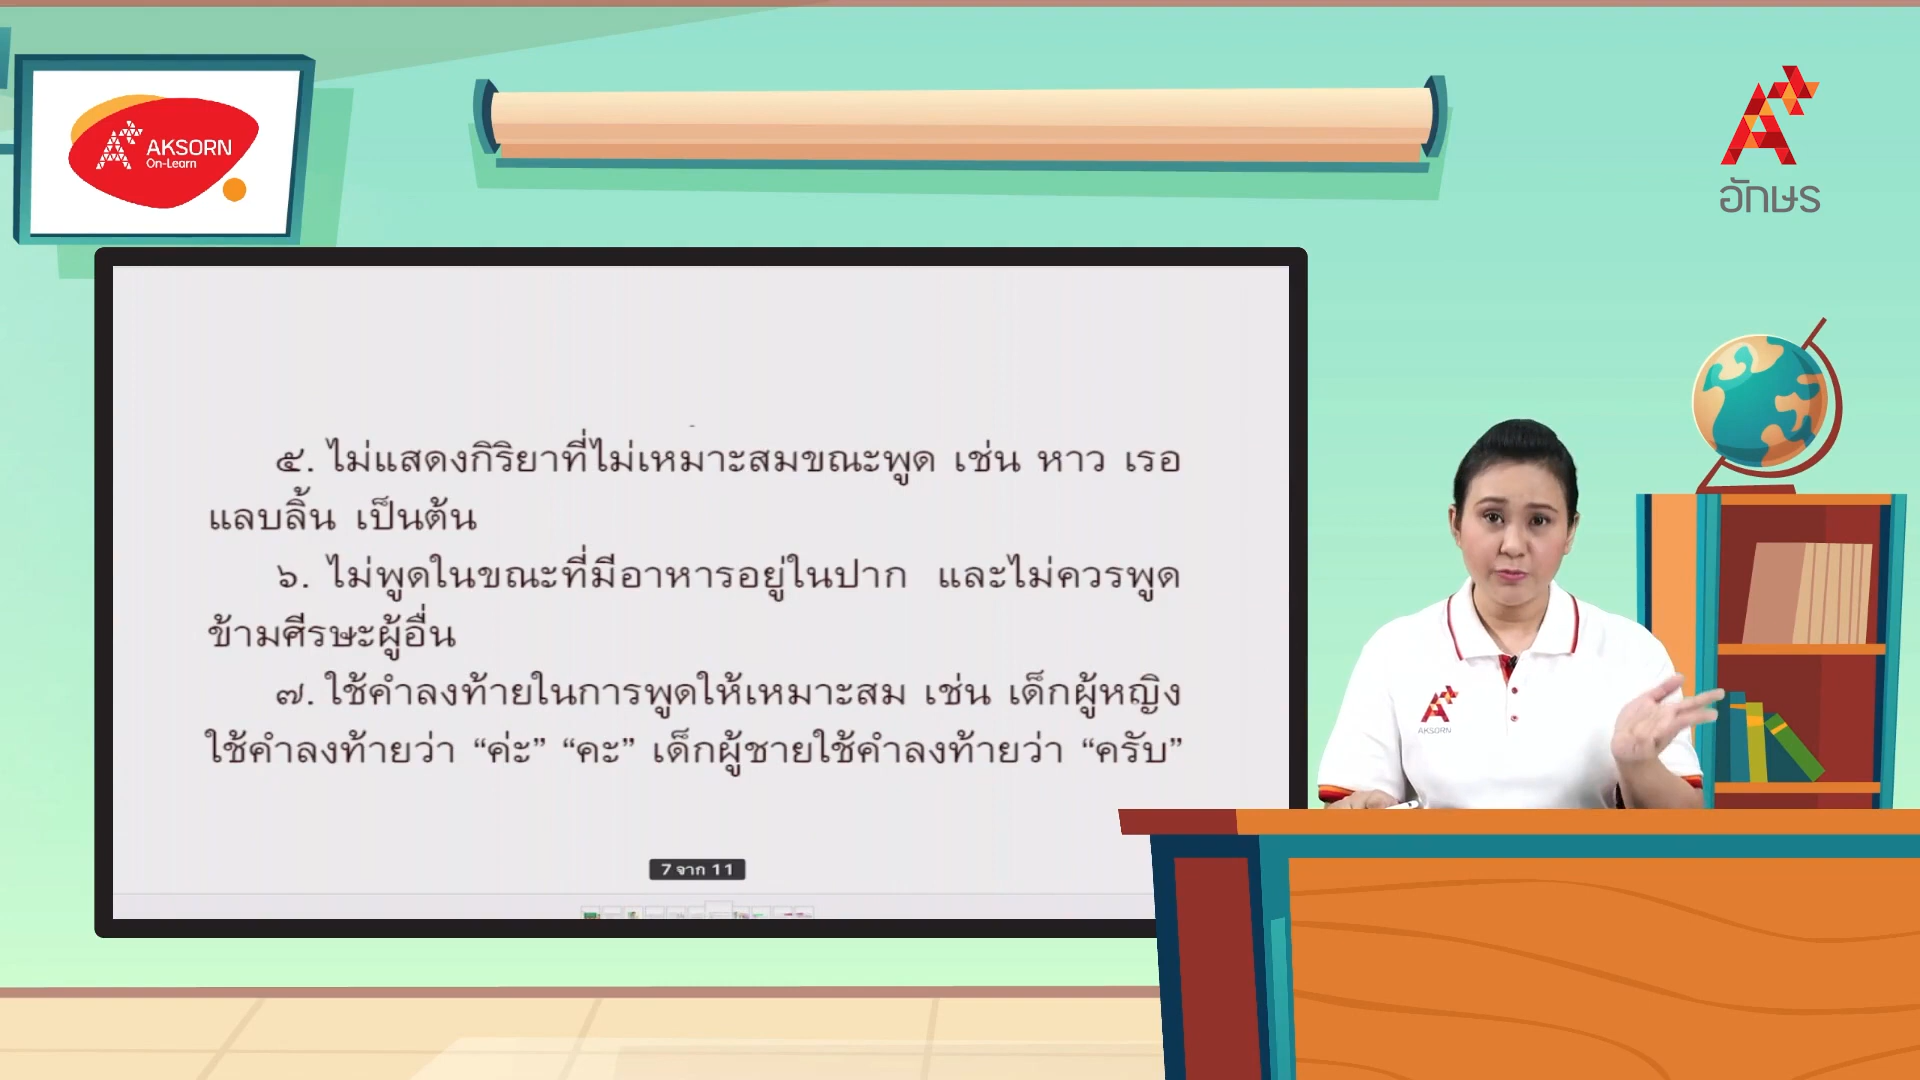 AKSORN
On-Learn
อักษร
๕. ไม่แสดงกิริยาที่ไม่เหมาะสมขณะพูด เช่น หาว เรอ
แลบลิ้น เป็นต้น
๖. ไม่พูดในขณะที่มีอาหารอยู่ในปาก และไม่ควรพูด
ข้ามศีรษะผู้อื่น
๗. ใช้คำลงท้ายในการพูดให้เหมาะสม เช่น เด็กผู้หญิง
ใช้คำลงท้ายว่า “ค่ะ” “คะ” เด็กผู้ชายใช้คำลงท้ายว่า “ครับ”
7 จาก 11
AKSORN